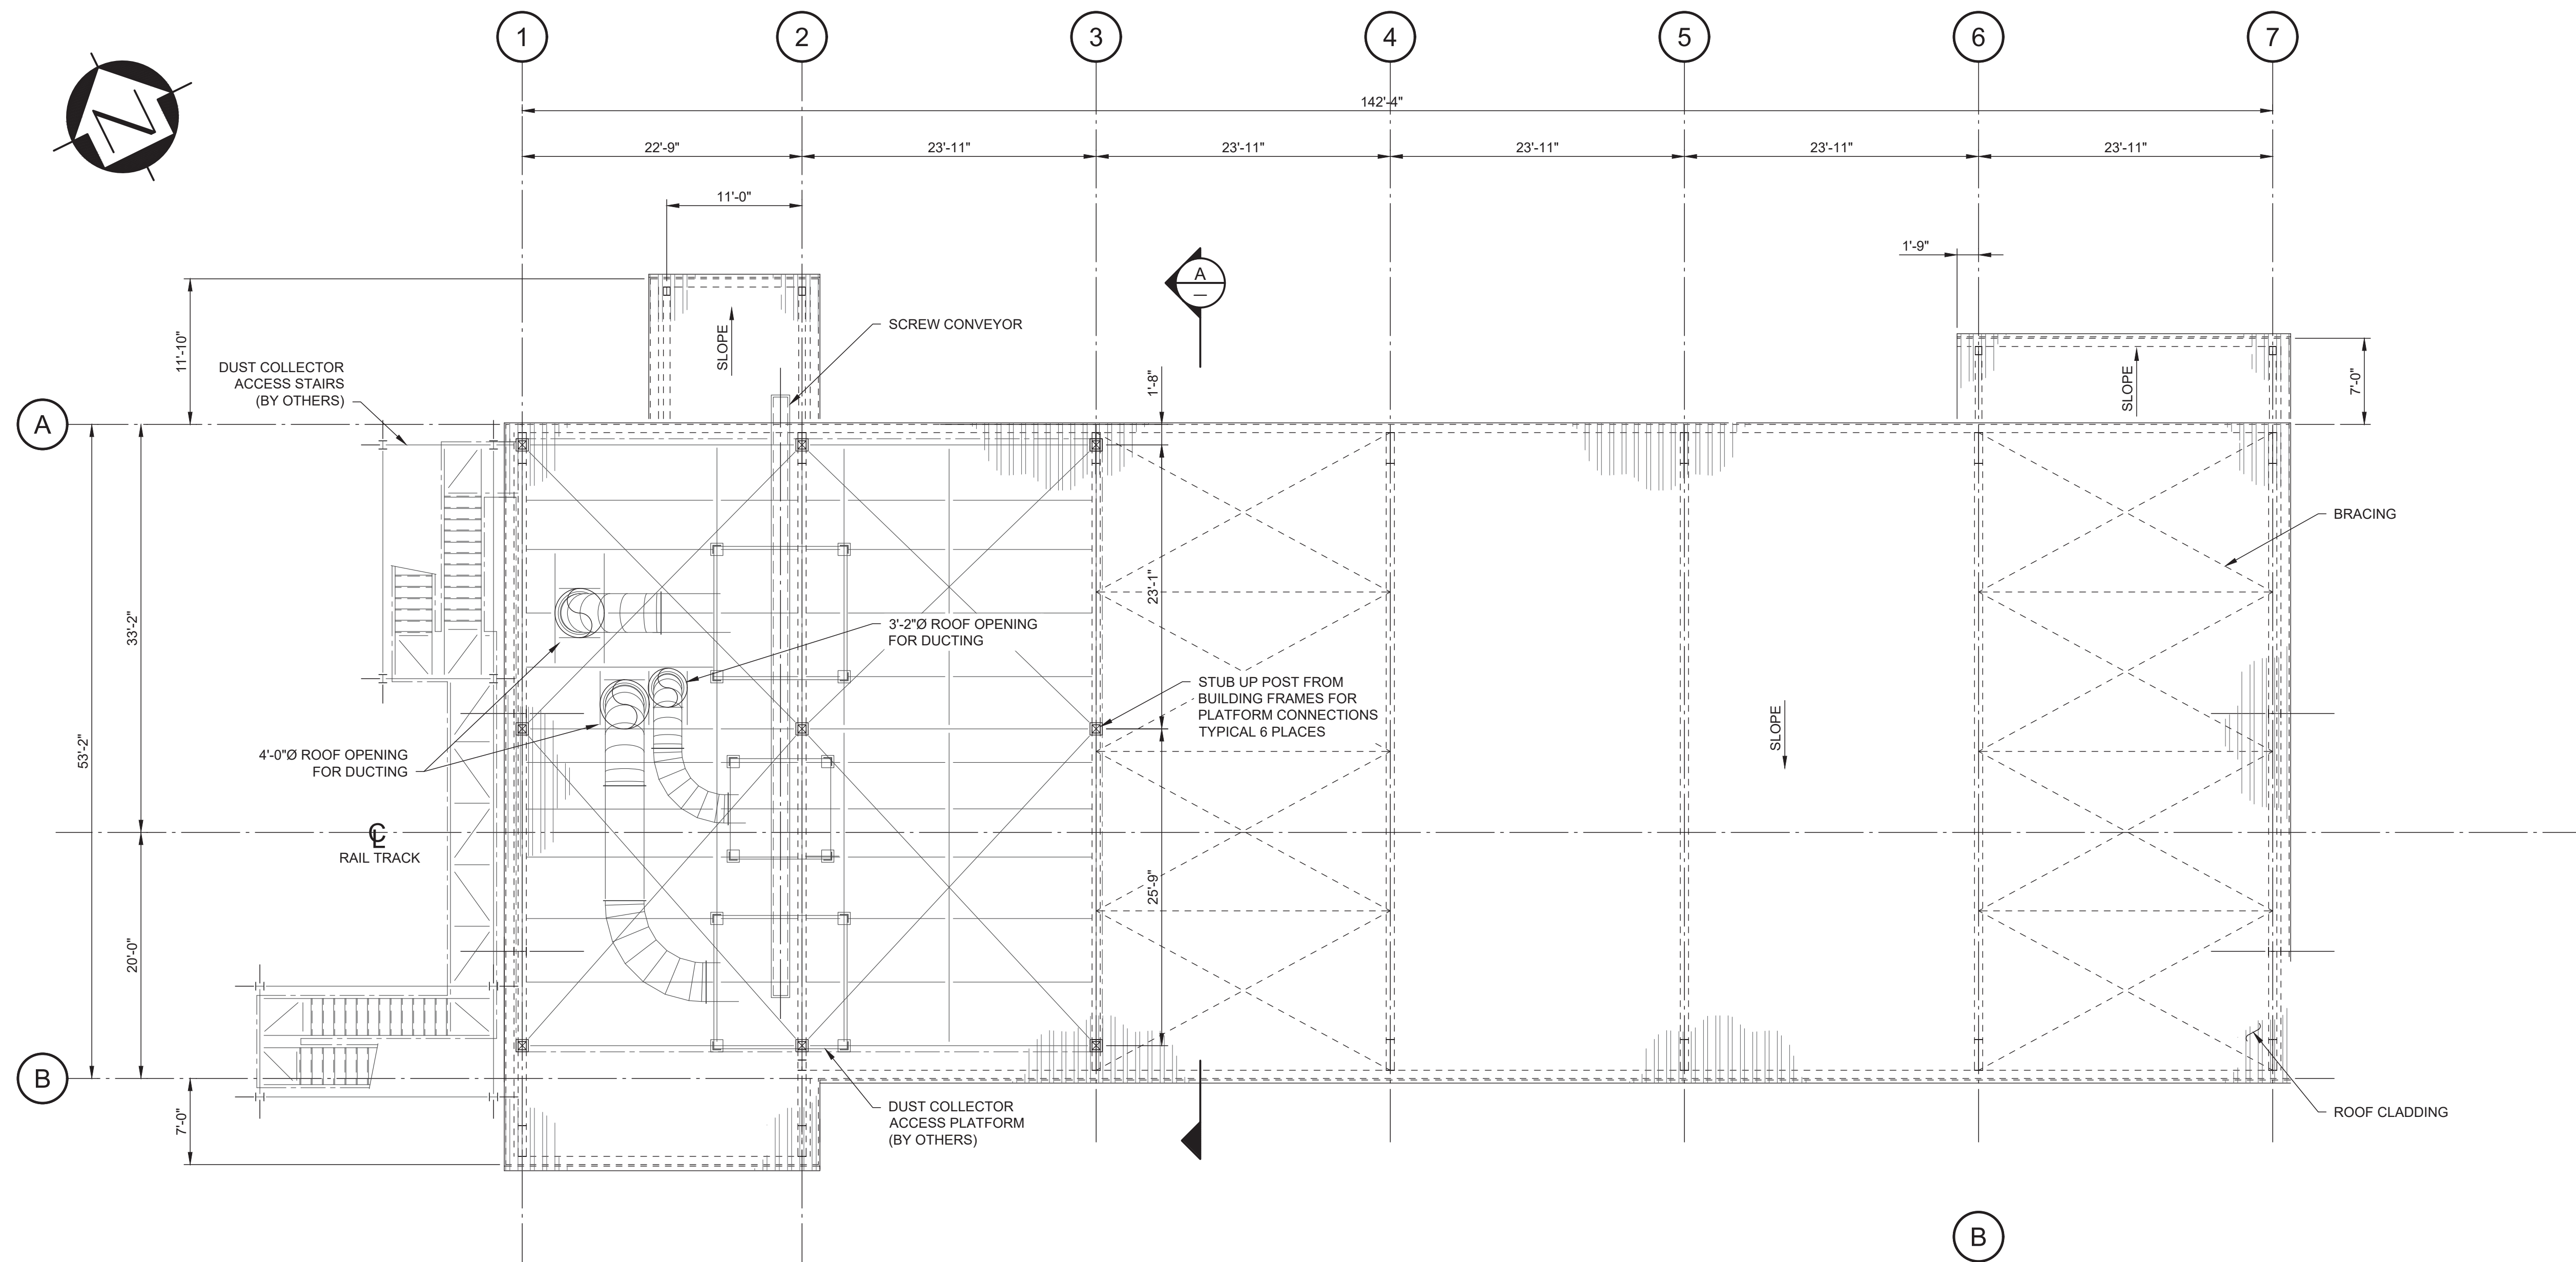 1
2
3
4
5
6
7
N
142'-4"
22'-9"
23'-11"
23'-11"
23'-11"
23'-11"
23'-11"
11'-0"
1'-9"
A
SCREW CONVEYOR
SLOPE
11'-10"
DUST COLLECTOR
ACCESS STAIRS
(BY OTHERS)
1'-8"
SLOPE
7'-0"
A
BRACING
33'-2"
23'-1"
3'-2"Ø ROOF OPENING
FOR DUCTING
STUB UP POST FROM
BUILDING FRAMES FOR
PLATFORM CONNECTIONS
TYPICAL 6 PLACES
SLOPE
53'-2"
4'-0"Ø ROOF OPENING
FOR DUCTING
CL
RAIL TRACK
25'-9"
20'-0"
B
7'-0"
DUST COLLECTOR
ACCESS PLATFORM
(BY OTHERS)
ROOF CLADDING
B